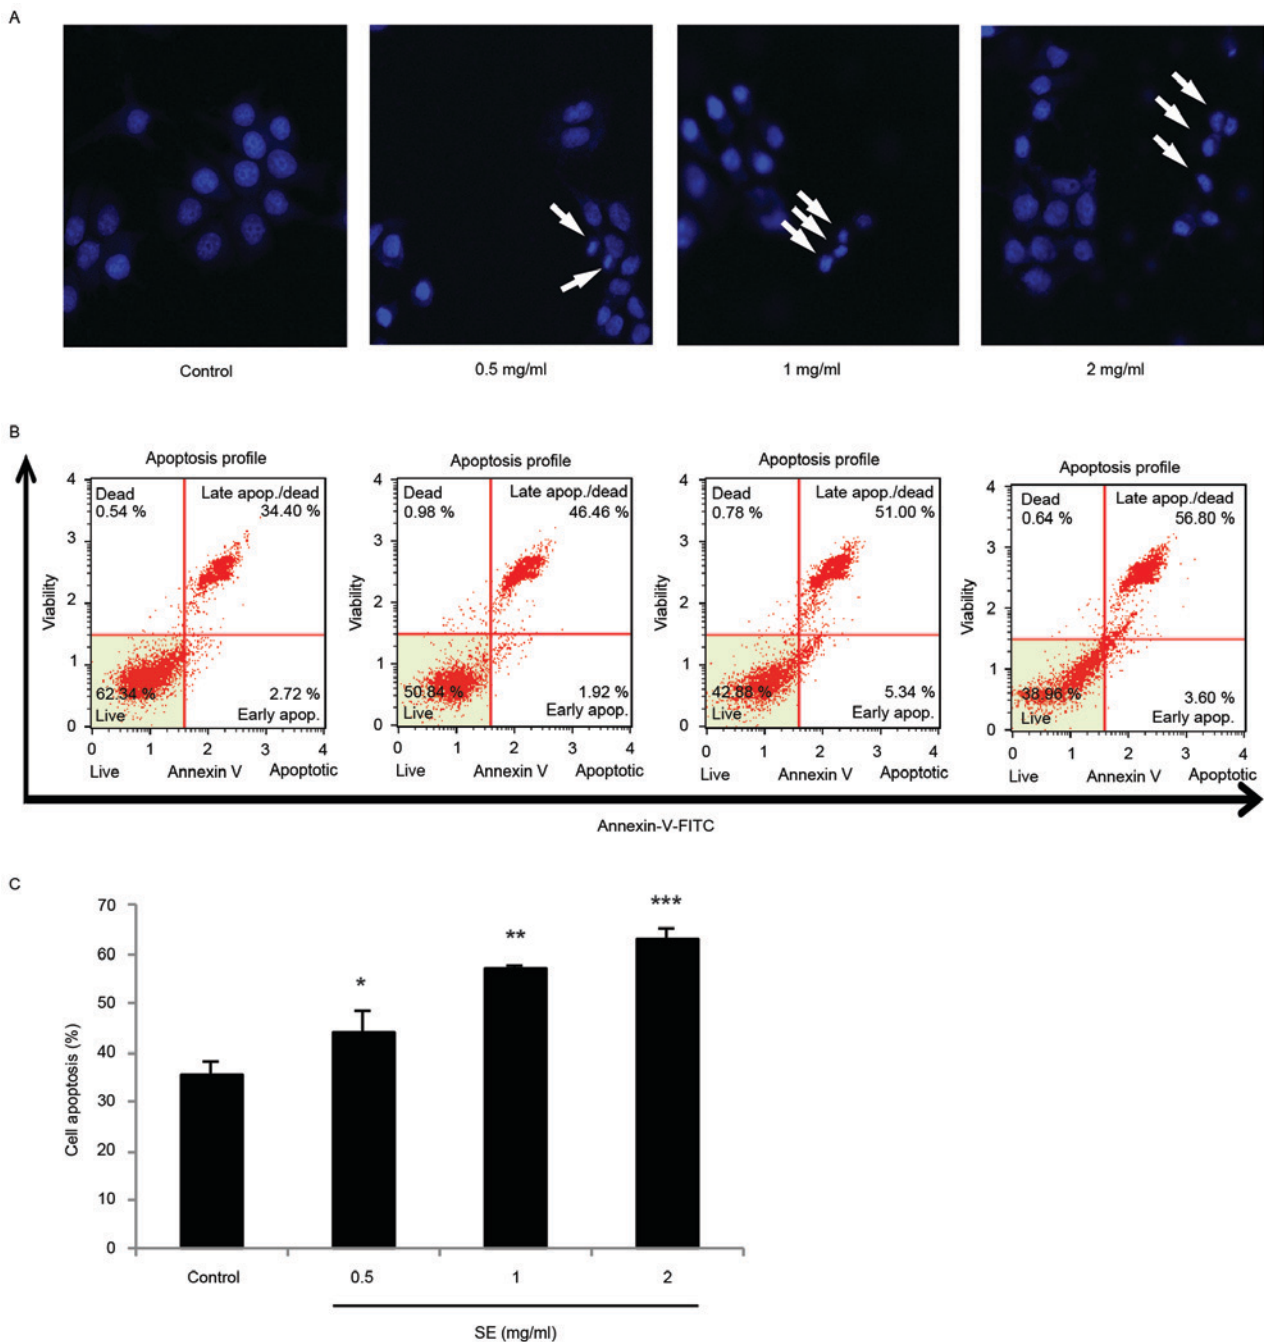 A
Control
0.5 mg/ml
1 mg/ml
2 mg/ml
B
Apoptosis profile
4
3
2
1
0
Viability
Dead
0.54 %
Late apop./dead
34.40 %
62.34 %
Live
2.72 %
Early apop.
0 1 2 3 4
Live Annexin V Apoptotic
Apoptosis profile
4
3
2
1
0
Viability
Dead
0.98 %
Late apop./dead
46.46 %
50.84 %
Live
1.92 %
Early apop.
0 1 2 3 4
Live Annexin V Apoptotic
Apoptosis profile
4
3
2
1
0
Viability
Dead
0.78 %
Late apop./dead
51.00 %
42.88 %
Live
5.34 %
Early apop.
0 1 2 3 4
Live Annexin V Apoptotic
Apoptosis profile
4
3
2
1
0
Viability
Dead
0.64 %
Late apop./dead
56.80 %
38.96 %
Live
3.60 %
Early apop.
0 1 2 3 4
Live Annexin V Apoptotic
Annexin-V-FITC
C
Cell apoptosis (%)
70
60
50
40
30
20
10
0
*
**
***
Control 0.5 1 2
SE (mg/ml)